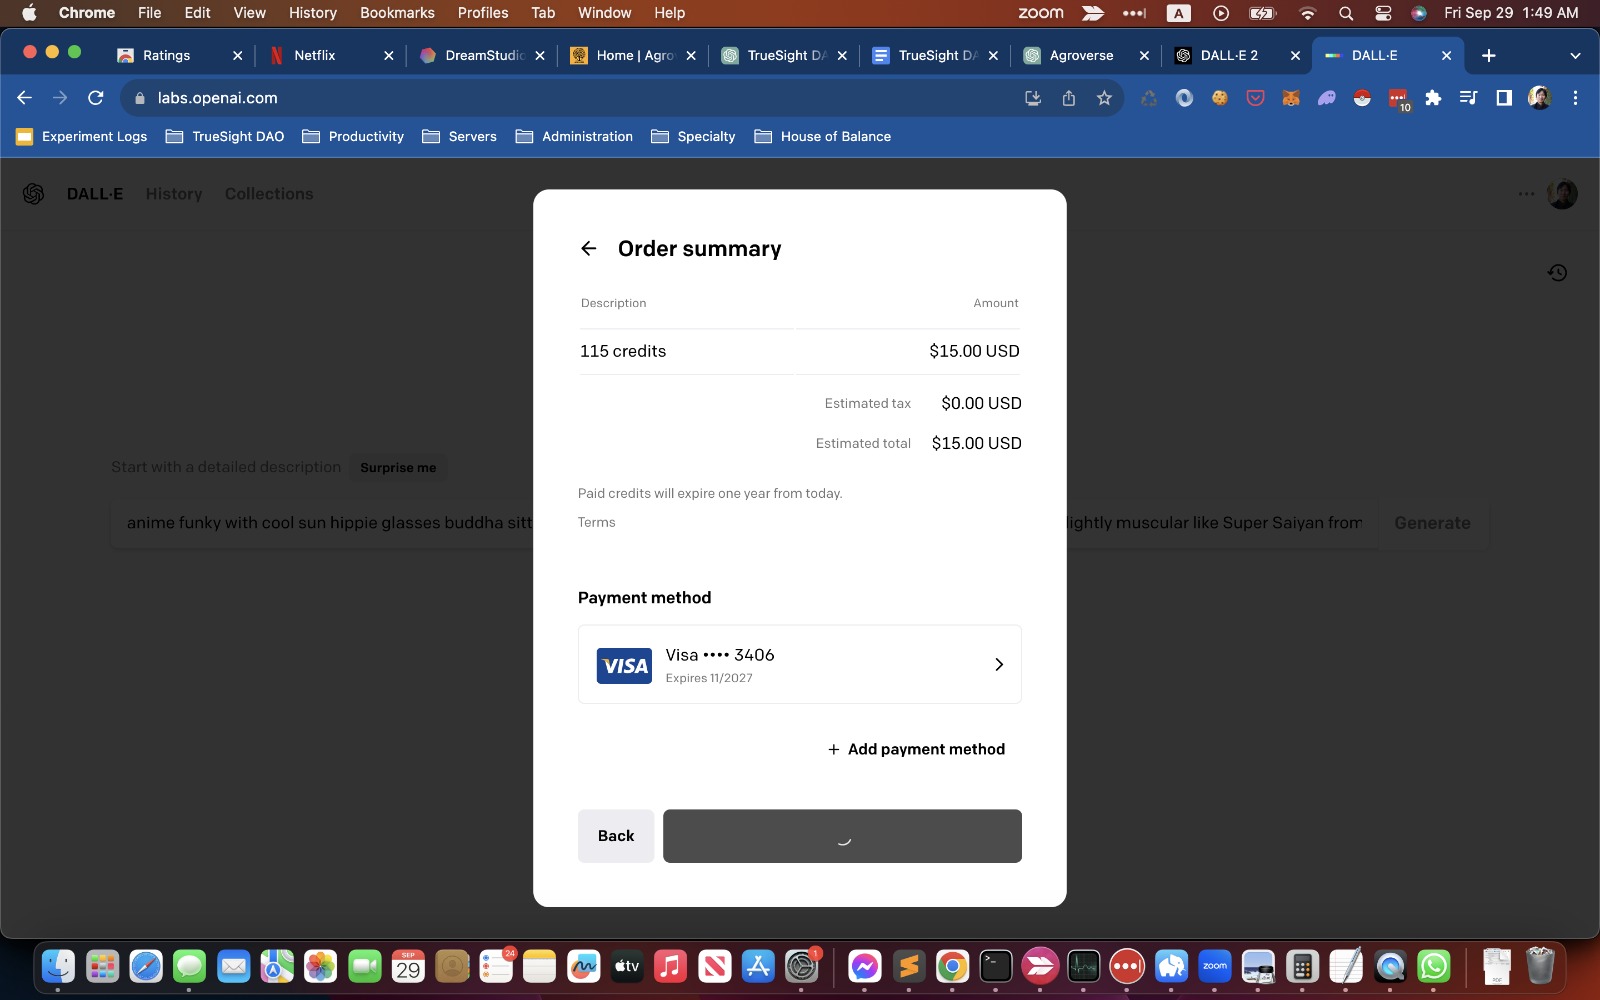 Chrome File Edit View History Bookmarks Profiles Tab Window Help zoom A Fri Sep 29 1:49 AM
Ratings Netflix DreamStudio Home | Agro TrueSight DA TrueSight DA Agroverse DALL·E 2 DALL·E
labs.openai.com 10
Experiment Logs TrueSight DAO Productivity Servers Administration Specialty House of Balance
DALL·E History Collections
Order summary
Description Amount
115 credits $15.00 USD
Estimated tax $0.00 USD
Estimated total $15.00 USD
Start with a detailed description Surprise me
Paid credits will expire one year from today.
Terms
anime funky with cool sun hippie glasses buddha sitt lightly muscular like Super Saiyan from Generate
Payment method
VISA Visa •••• 3406
Expires 11/2027
+ Add payment method
Back
SEP 29 24 tv 1 zoom